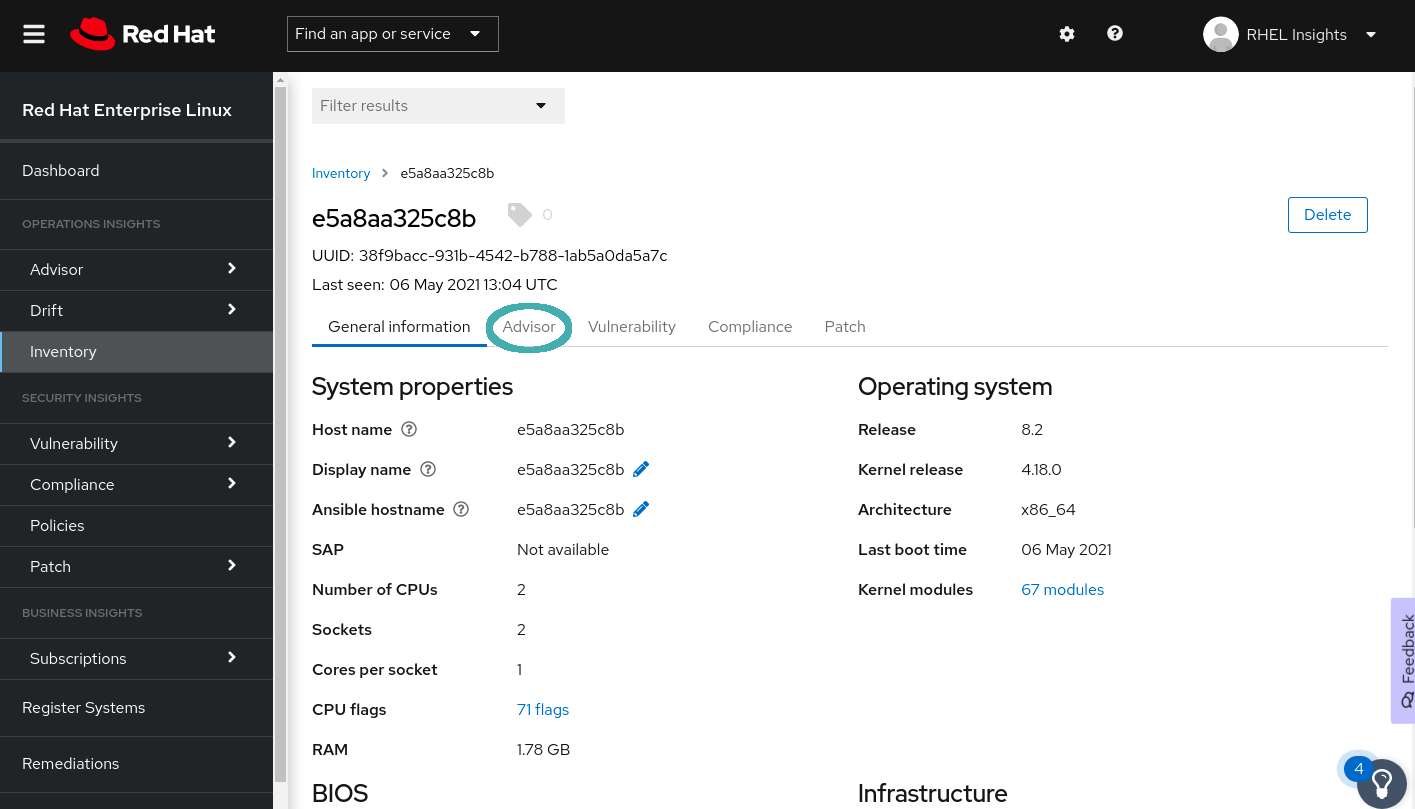 Red Hat
Find an app or service
RHEL Insights
Red Hat Enterprise Linux
Dashboard
OPERATIONS INSIGHTS
Advisor
Drift
Inventory
SECURITY INSIGHTS
Vulnerability
Compliance
Policies
Patch
BUSINESS INSIGHTS
Subscriptions
Register Systems
Remediations
Filter results
Inventory > e5a8aa325c8b
e5a8aa325c8b 0
Delete
UUID: 38f9bacc-931b-4542-b788-1ab5a0da5a7c
Last seen: 06 May 2021 13:04 UTC
General information Advisor Vulnerability Compliance Patch
System properties
Host name ? e5a8aa325c8b
Display name ? e5a8aa325c8b
Ansible hostname ? e5a8aa325c8b
SAP Not available
Number of CPUs 2
Sockets 2
Cores per socket 1
CPU flags 71 flags
RAM 1.78 GB
BIOS
Operating system
Release 8.2
Kernel release 4.18.0
Architecture x86_64
Last boot time 06 May 2021
Kernel modules 67 modules
Infrastructure
Feedback
4